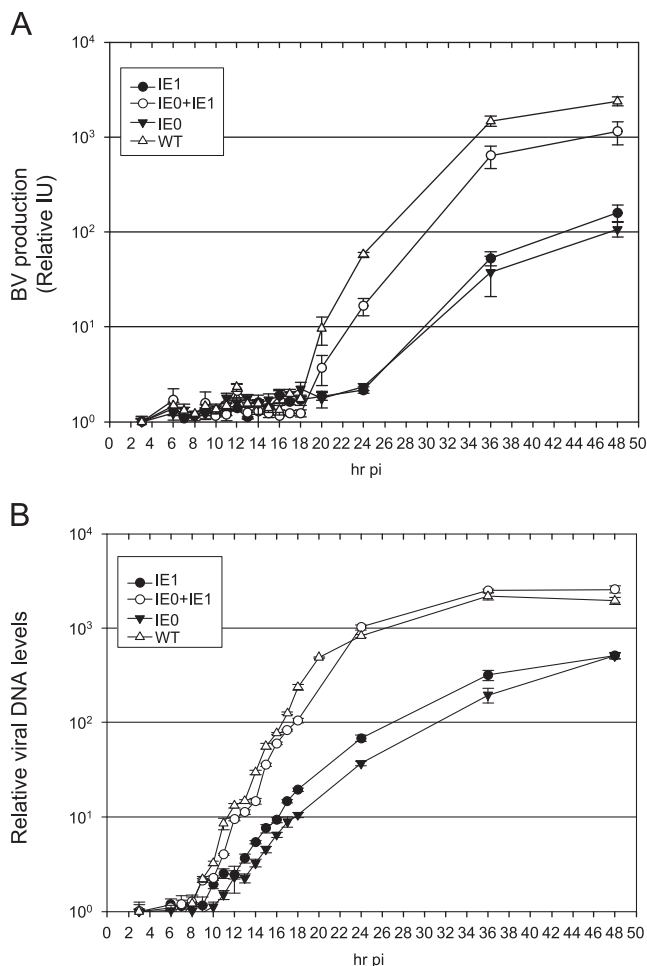 A
BV production
(Relative IU)
10^4
10^3
10^2
10^1
10^0
IE1
IE0+IE1
IE0
WT
0 2 4 6 8 10 12 14 16 18 20 22 24 26 28 30 32 34 36 38 40 42 44 46 48 50
hr pi
B
Relative viral DNA levels
10^4
10^3
10^2
10^1
10^0
IE1
IE0+IE1
IE0
WT
0 2 4 6 8 10 12 14 16 18 20 22 24 26 28 30 32 34 36 38 40 42 44 46 48 50
hr pi